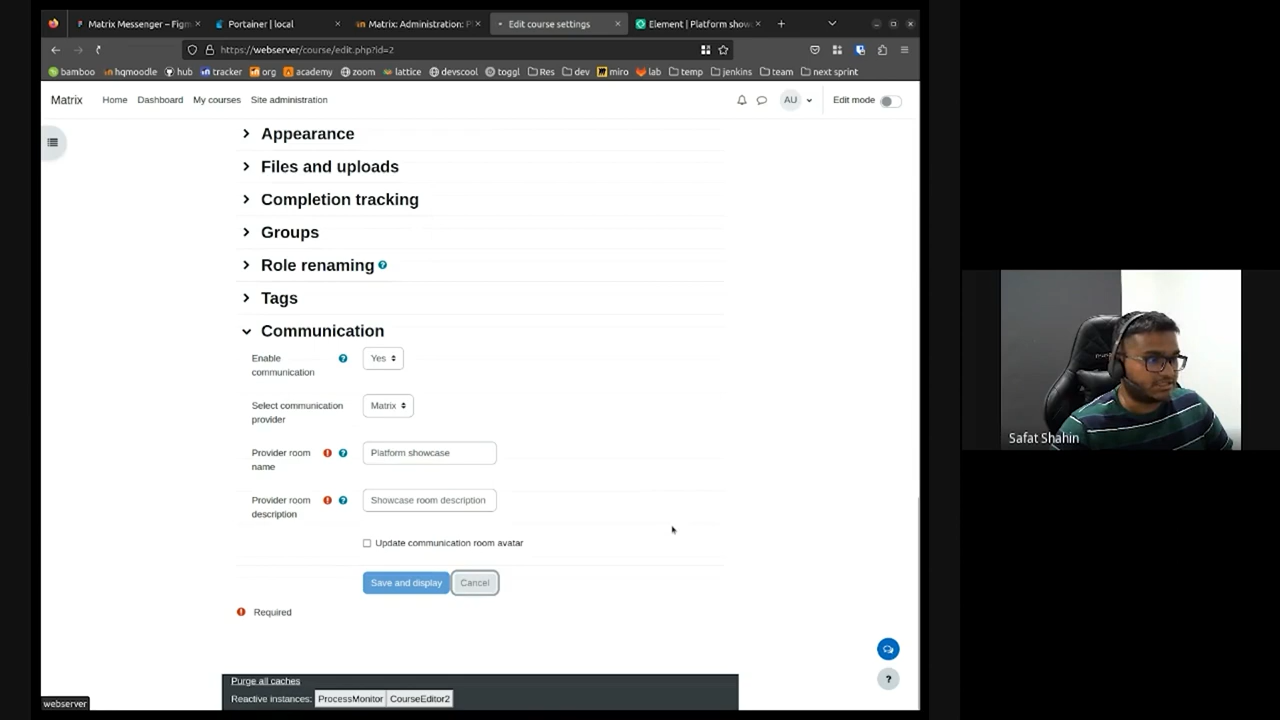 Matrix Messenger – Figm
Portainer | local
Matrix: Administration: P
Edit course settings
Element | Platform show
https://webserver/course/edit.php?id=2
bamboo
hqmoodle
hub
tracker
org
academy
zoom
lattice
devscool
toggl
Res
dev
miro
lab
temp
jenkins
team
next sprint
Matrix
Home
Dashboard
My courses
Site administration
AU
Edit mode
Appearance
Files and uploads
Completion tracking
Groups
Role renaming
Tags
Communication
Enable
communication
Yes
Select communication
provider
Matrix
Provider room
name
Platform showcase
Provider room
description
Showcase room description
Update communication room avatar
Save and display
Cancel
Required
Purge all caches
Reactive instances: ProcessMonitor CourseEditor2
webserver
?
Safat Shahin